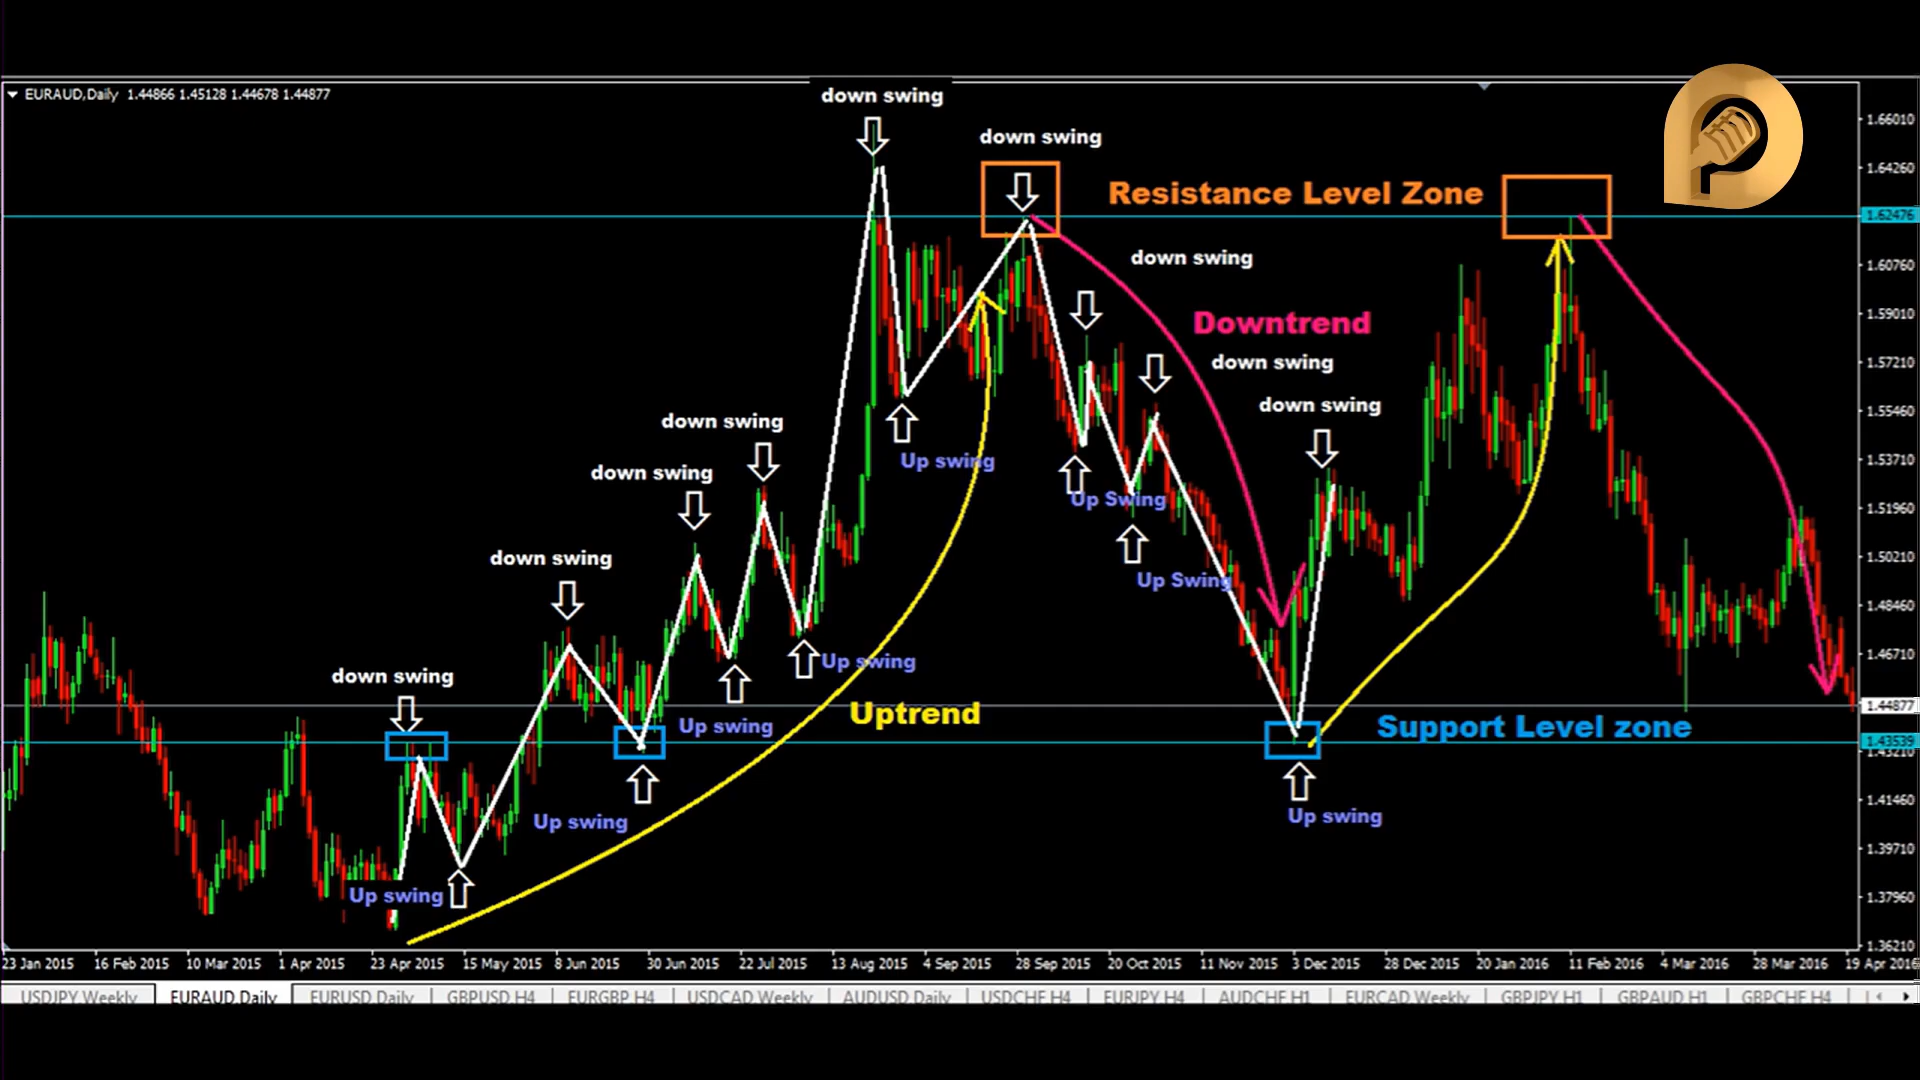 EURAUD,Daily 1.44866 1.45128 1.44678 1.44877
down swing
down swing
Resistance Level Zone
down swing
Downtrend
down swing
down swing
down swing
down swing
Up swing
Up Swing
down swing
Up Swing
Up swing
down swing
Uptrend
Up swing
Support Level zone
Up swing
Up swing
Up swing
1.66010
1.64260
1.62476
1.60760
1.59010
1.57210
1.55460
1.53710
1.51960
1.50210
1.48460
1.46710
1.44877
1.43539
1.43210
1.41460
1.39710
1.37960
1.36210
23 Jan 2015 16 Feb 2015 10 Mar 2015 1 Apr 2015 23 Apr 2015 15 May 2015 8 Jun 2015 30 Jun 2015 22 Jul 2015 13 Aug 2015 4 Sep 2015 28 Sep 2015 20 Oct 2015 11 Nov 2015 3 Dec 2015 28 Dec 2015 20 Jan 2016 11 Feb 2016 4 Mar 2016 28 Mar 2016 19 Apr 2016
USDJPY Weekly EURAUD Daily EURUSD Daily GBPUSD H4 EURGBP H4 USDCAD Weekly AUDUSD Daily USDCHF H4 EURJPY H4 AUDCHF H1 EURCAD Weekly GBPJPY H1 GBPAUD H1 GBPCHF H4